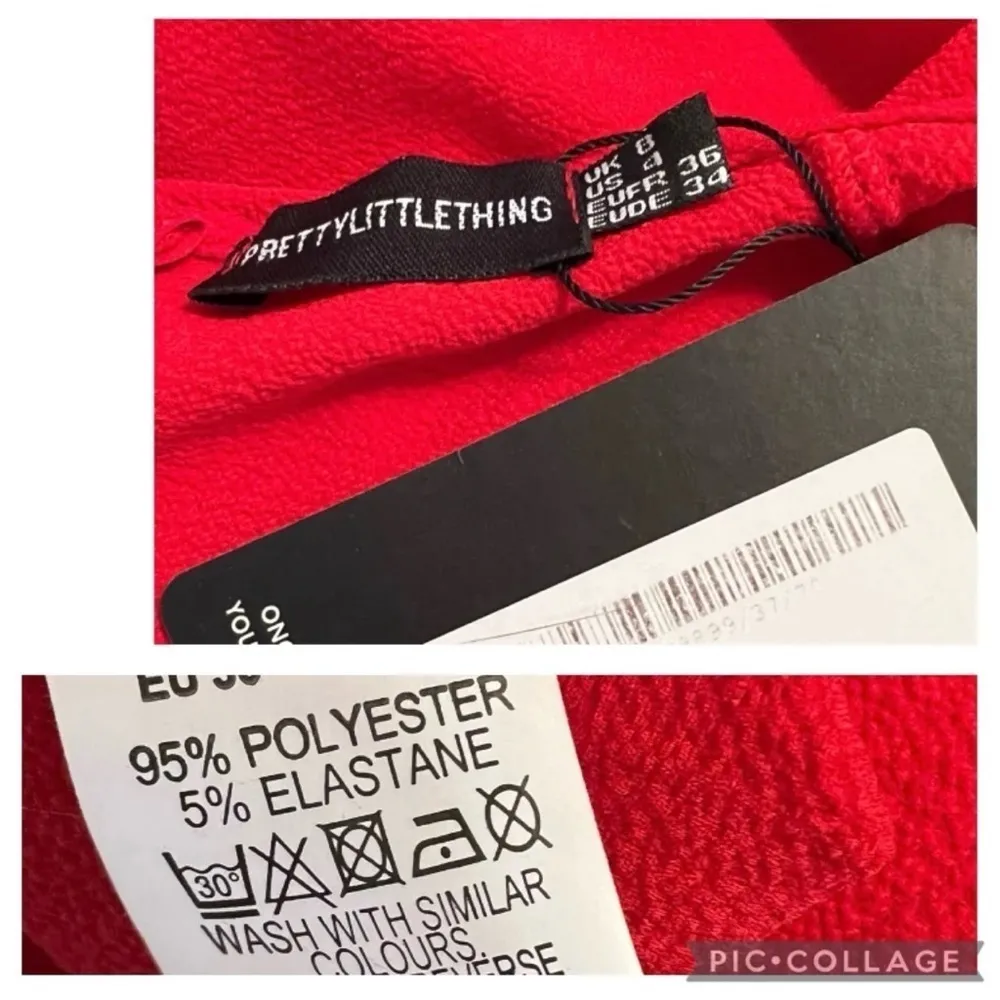 PRETTYLITTLETHING
UK 8
US 4
EUFR 36
EUDE 34
95% POLYESTER
5% ELASTANE
30°
WASH WITH SIMILAR
COLOURS.
REVERSE
PIC•COLLAGE